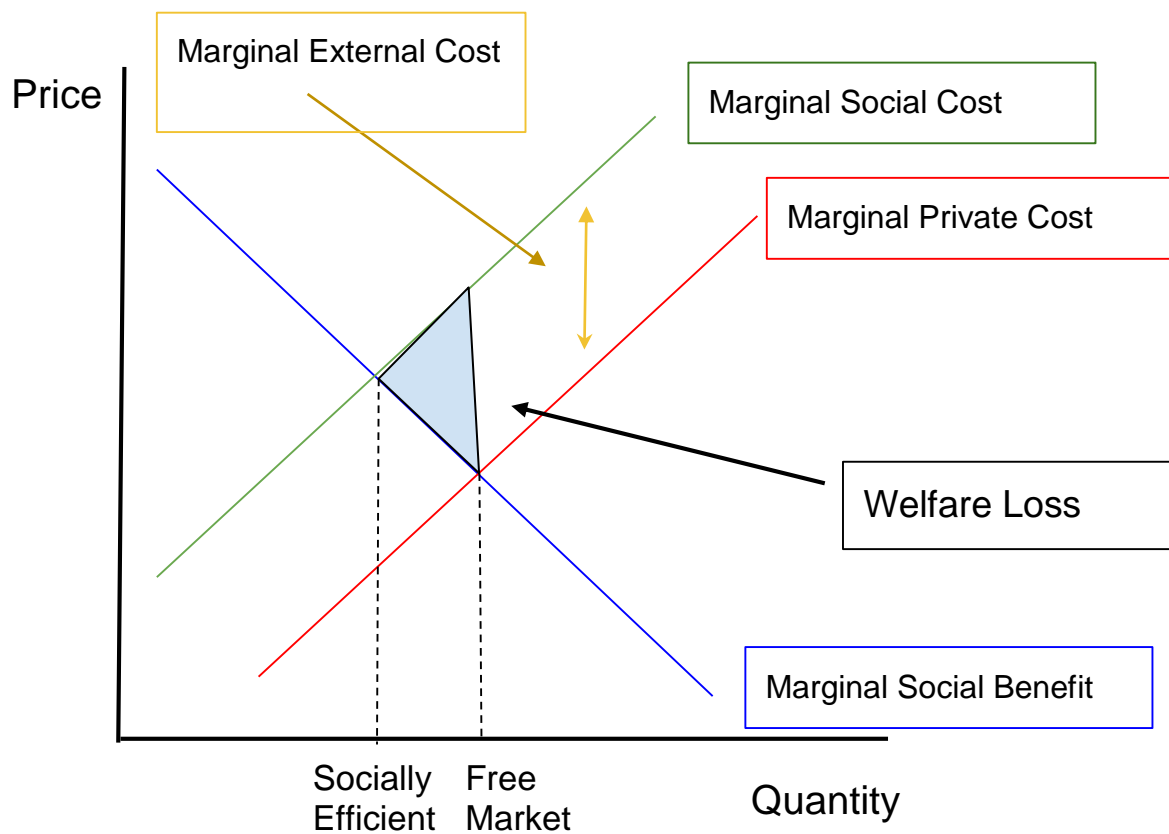 Marginal External Cost
Price
Marginal Social Cost
Marginal Private Cost
Welfare Loss
Marginal Social Benefit
Socially
Efficient
Free
Market
Quantity